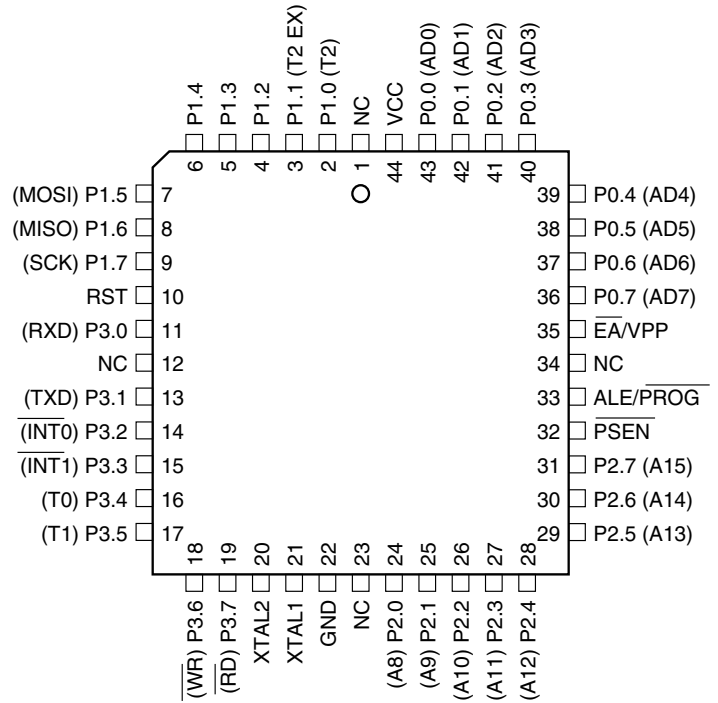 P1.4
P1.3
P1.2
P1.1 (T2 EX)
P1.0 (T2)
NC
VCC
P0.0 (AD0)
P0.1 (AD1)
P0.2 (AD2)
P0.3 (AD3)
6
5
4
3
2
1
44
43
42
41
40
(MOSI) P1.5 7
(MISO) P1.6 8
(SCK) P1.7 9
RST 10
(RXD) P3.0 11
NC 12
(TXD) P3.1 13
(INT0) P3.2 14
(INT1) P3.3 15
(T0) P3.4 16
(T1) P3.5 17
39 P0.4 (AD4)
38 P0.5 (AD5)
37 P0.6 (AD6)
36 P0.7 (AD7)
35 EA/VPP
34 NC
33 ALE/PROG
32 PSEN
31 P2.7 (A15)
30 P2.6 (A14)
29 P2.5 (A13)
18
19
20
21
22
23
24
25
26
27
28
(WR) P3.6
(RD) P3.7
XTAL2
XTAL1
GND
NC
(A8) P2.0
(A9) P2.1
(A10) P2.2
(A11) P2.3
(A12) P2.4